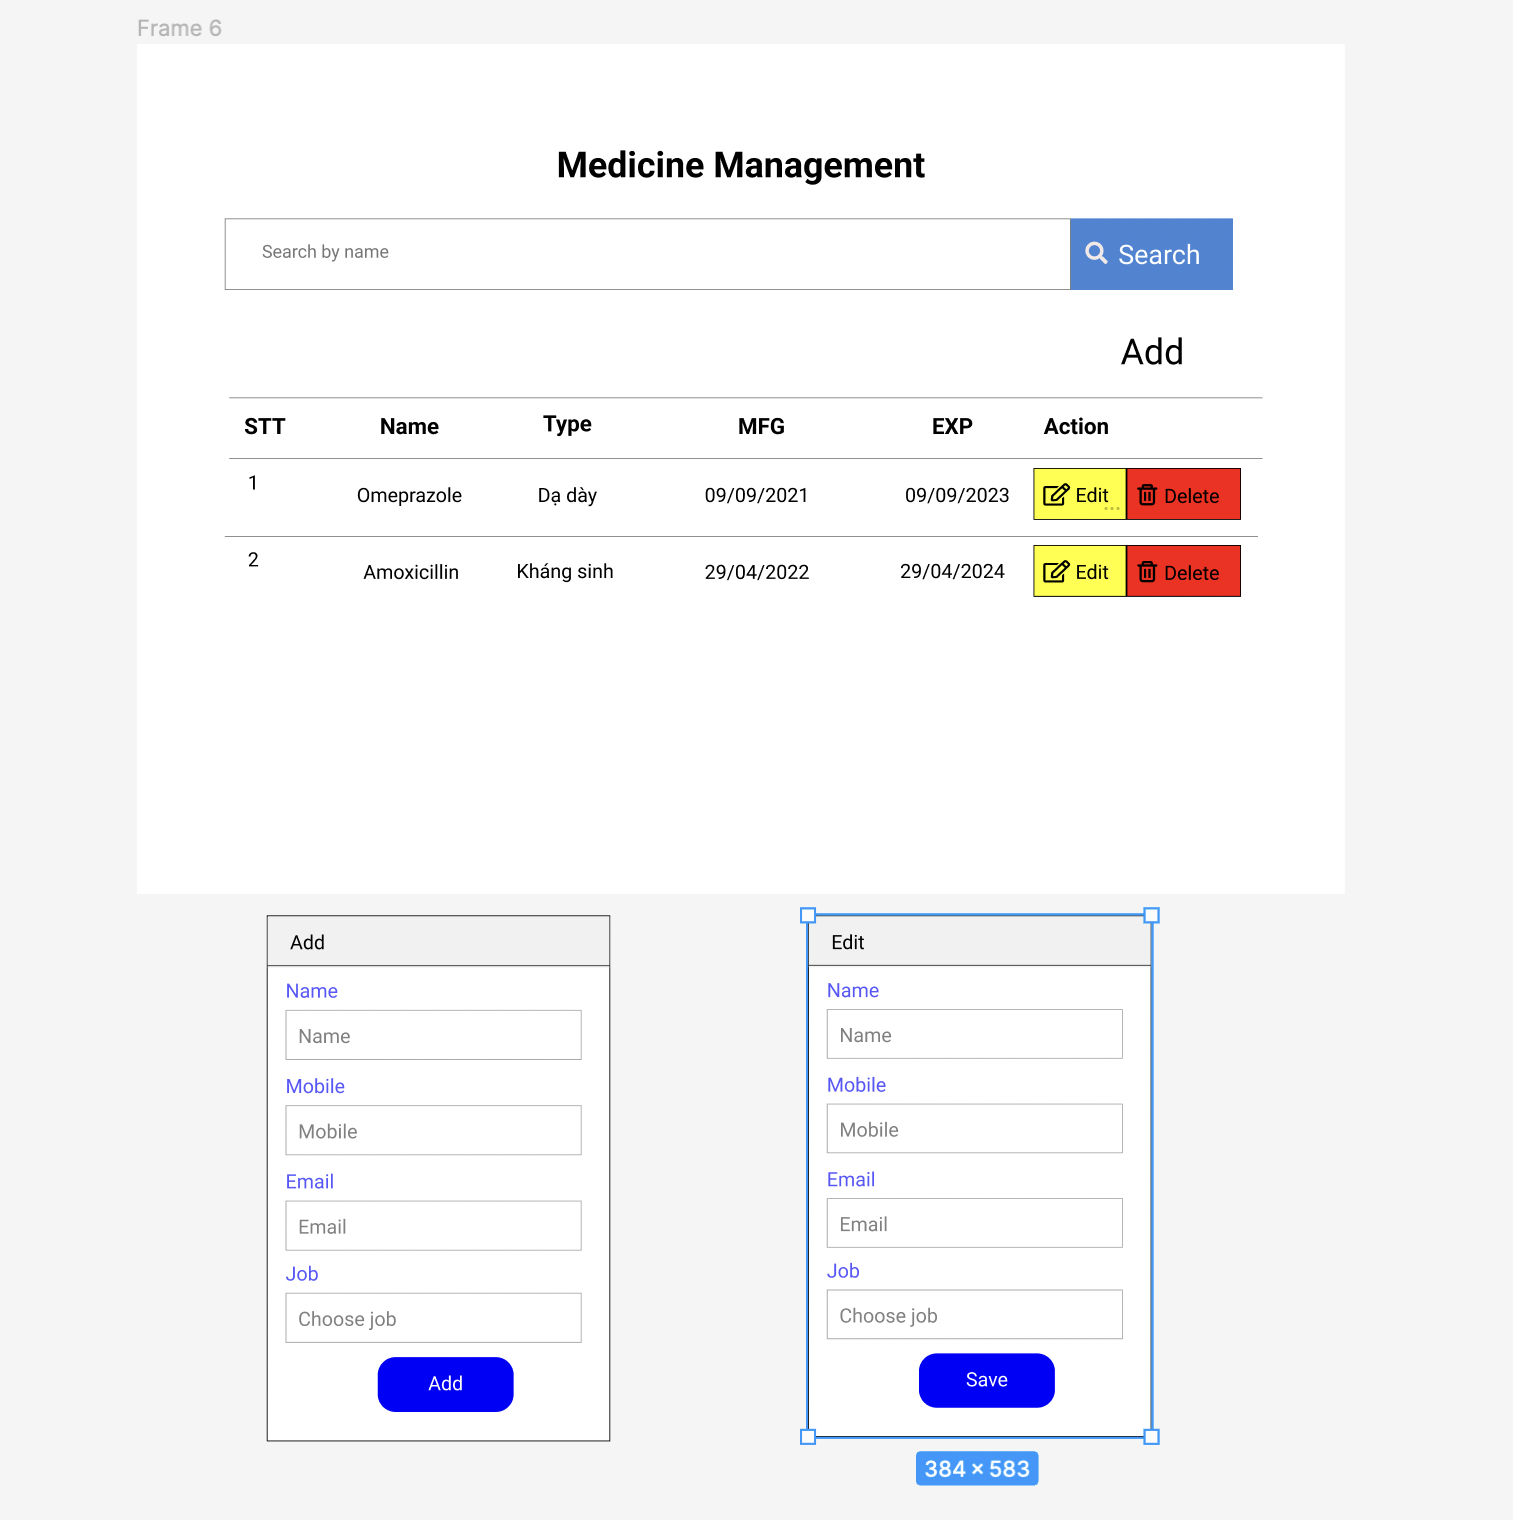 Frame 6
Medicine Management
Search by name
Search
Add
STT Name Type MFG EXP Action
1 Omeprazole Dạ dày 09/09/2021 09/09/2023 Edit ... Delete
2 Amoxicillin Kháng sinh 29/04/2022 29/04/2024 Edit Delete
Add
Name
Name
Mobile
Mobile
Email
Email
Job
Choose job
Add
Edit
Name
Name
Mobile
Mobile
Email
Email
Job
Choose job
Save
384 × 583